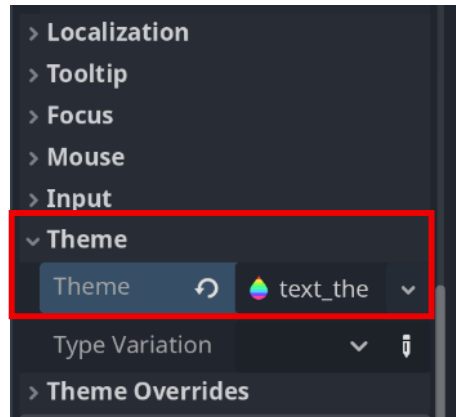 Localization
Tooltip
Focus
Mouse
Input
Theme
Theme text_the
Type Variation
Theme Overrides